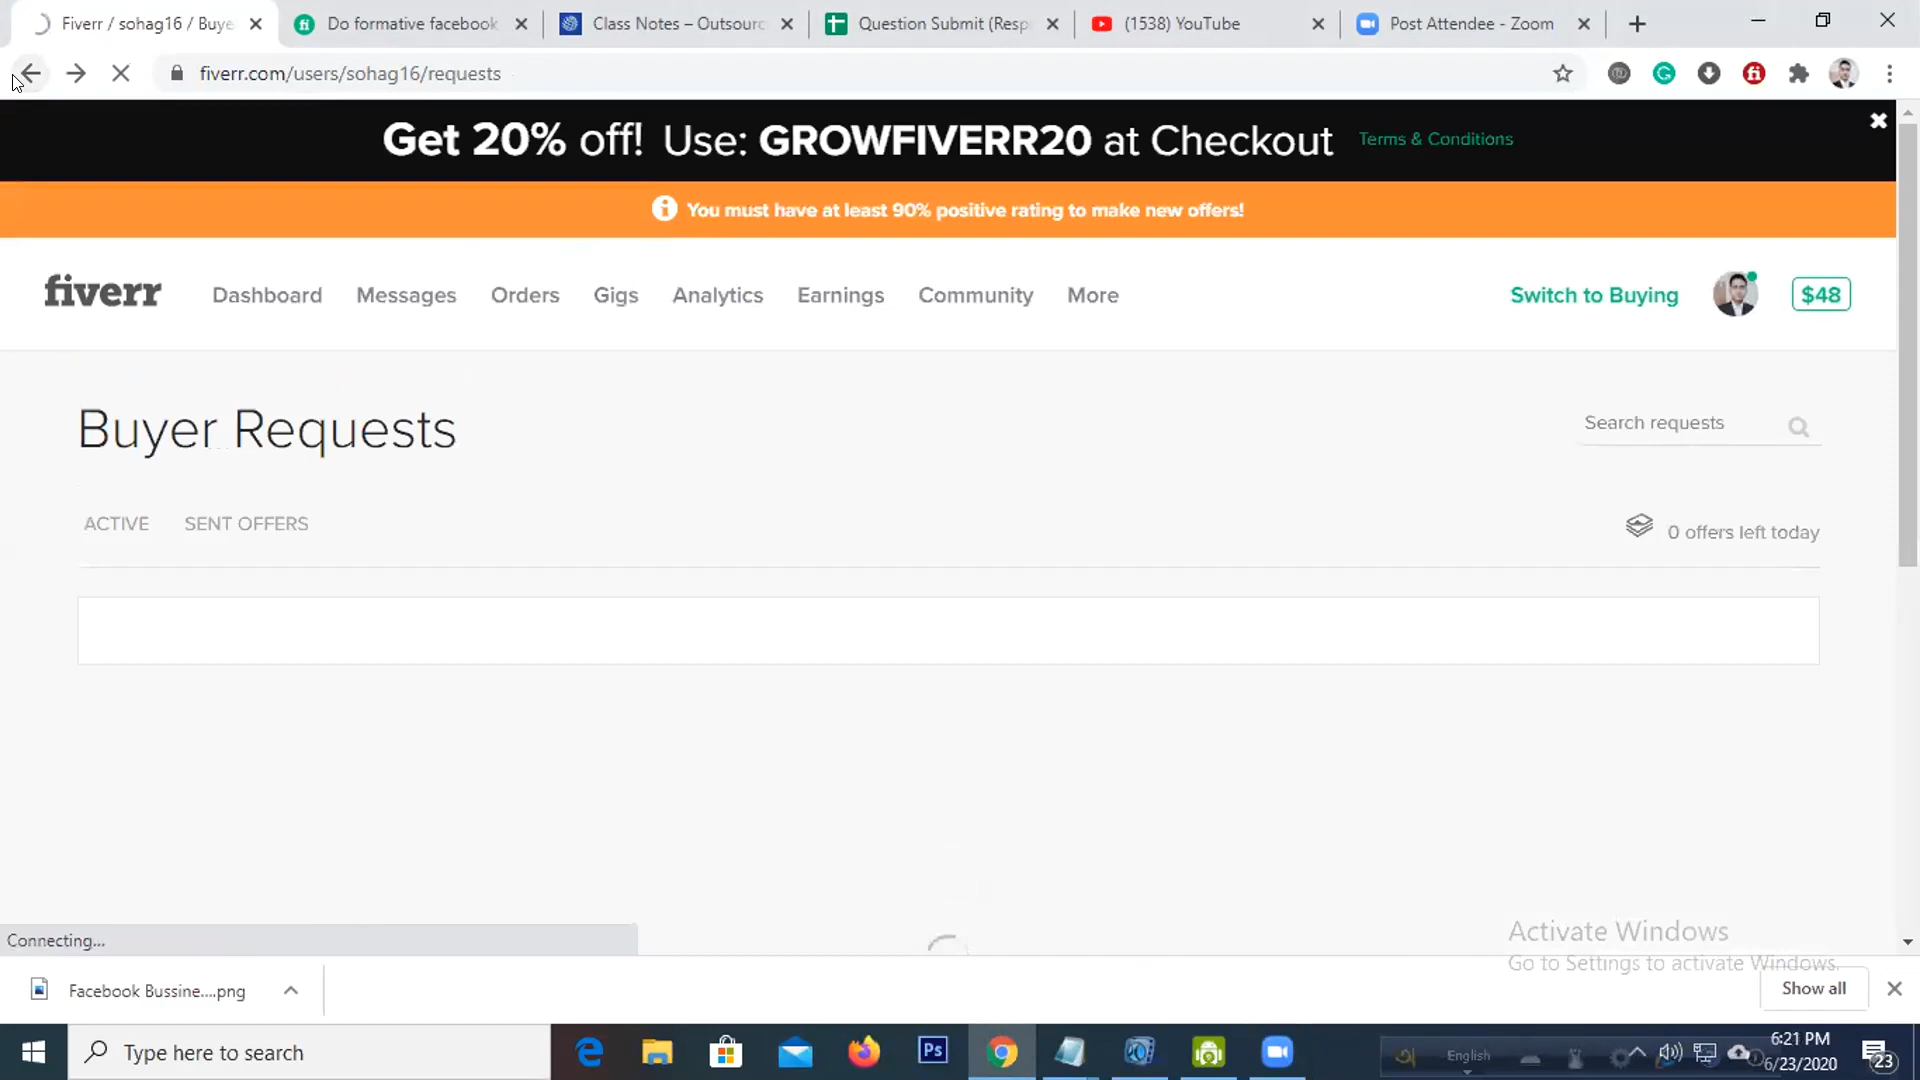 Fiverr / sohag16 / Buye
Do formative facebook
Class Notes – Outsourc
Question Submit (Resp
(1538) YouTube
Post Attendee - Zoom
fiverr.com/users/sohag16/requests
Get 20% off! Use: GROWFIVERR20 at Checkout Terms & Conditions
You must have at least 90% positive rating to make new offers!
fiverr Dashboard Messages Orders Gigs Analytics Earnings Community More Switch to Buying $48
Buyer Requests
Search requests
ACTIVE SENT OFFERS
0 offers left today
Connecting...
Activate Windows
Go to Settings to activate Windows.
Facebook Bussine....png
Show all
Type here to search
Ps
English
6:21 PM
6/23/2020
23